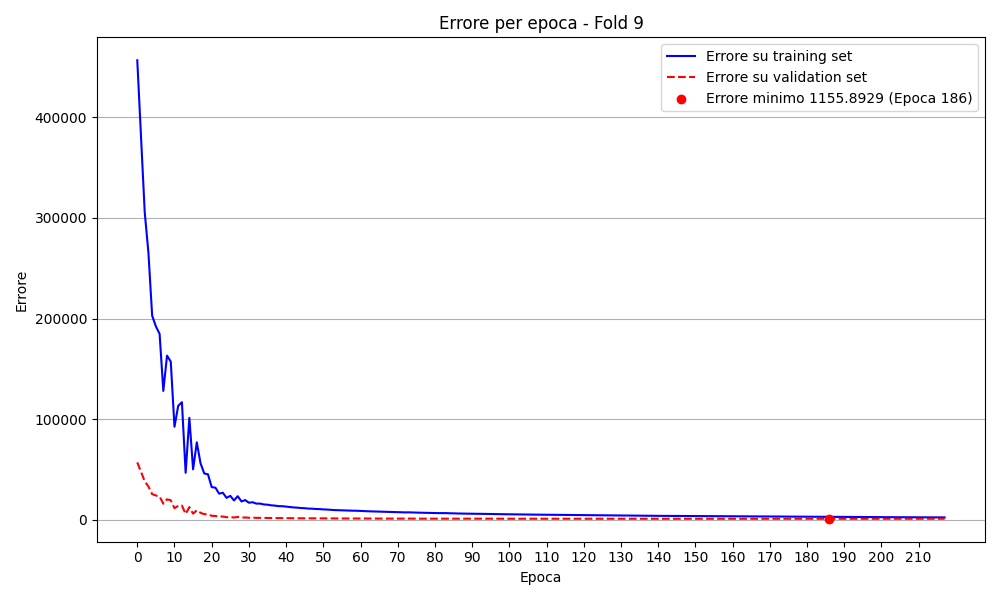 Errore per epoca - Fold 9
Errore su training set
Errore su validation set
Errore minimo 1155.8929 (Epoca 186)
Errore
400000
300000
200000
100000
0
0 10 20 30 40 50 60 70 80 90 100 110 120 130 140 150 160 170 180 190 200 210
Epoca